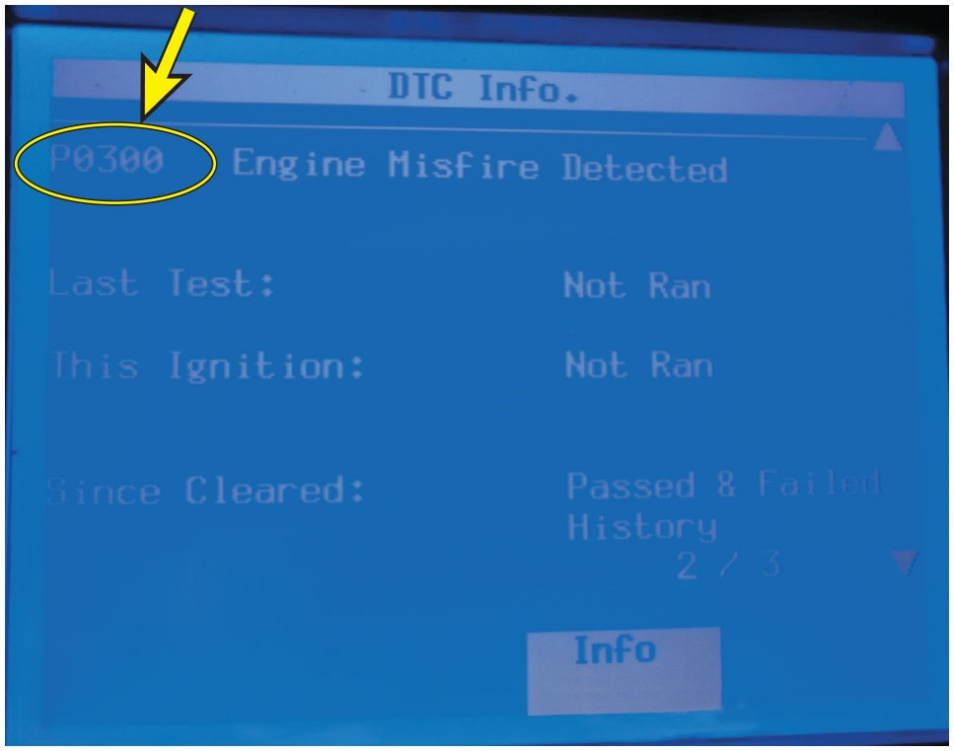 DTC Info.
P0300 Engine Misfire Detected
Last Test: Not Ran
This Ignition: Not Ran
Since Cleared: Passed & Failed
History
2 / 3
Info